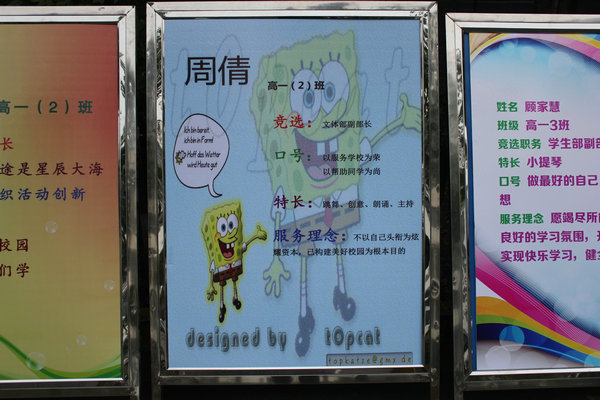 高一（2）班
长
途是星辰大海
织活动创新
校园
们学
周倩
高一（2）班
Ich bin bereit,
ich bin in Form!
Hoff das Wetter
wird Heute gut
竞选：文体部副部长
口号：以服务学校为荣
以帮助同学为尚
特长：跳舞、创意、朗诵、主持
服务理念：不以自己头衔为炫
耀资本，已构建美好校园为根本目的
designed by t0pcat
topkatze@gmx.de
姓名 顾家慧
班级 高一3班
竞选职务 学生部副部
特长 小提琴
口号 做最好的自己
想
服务理念 愿竭尽所
良好的学习氛围，
实现快乐学习，健